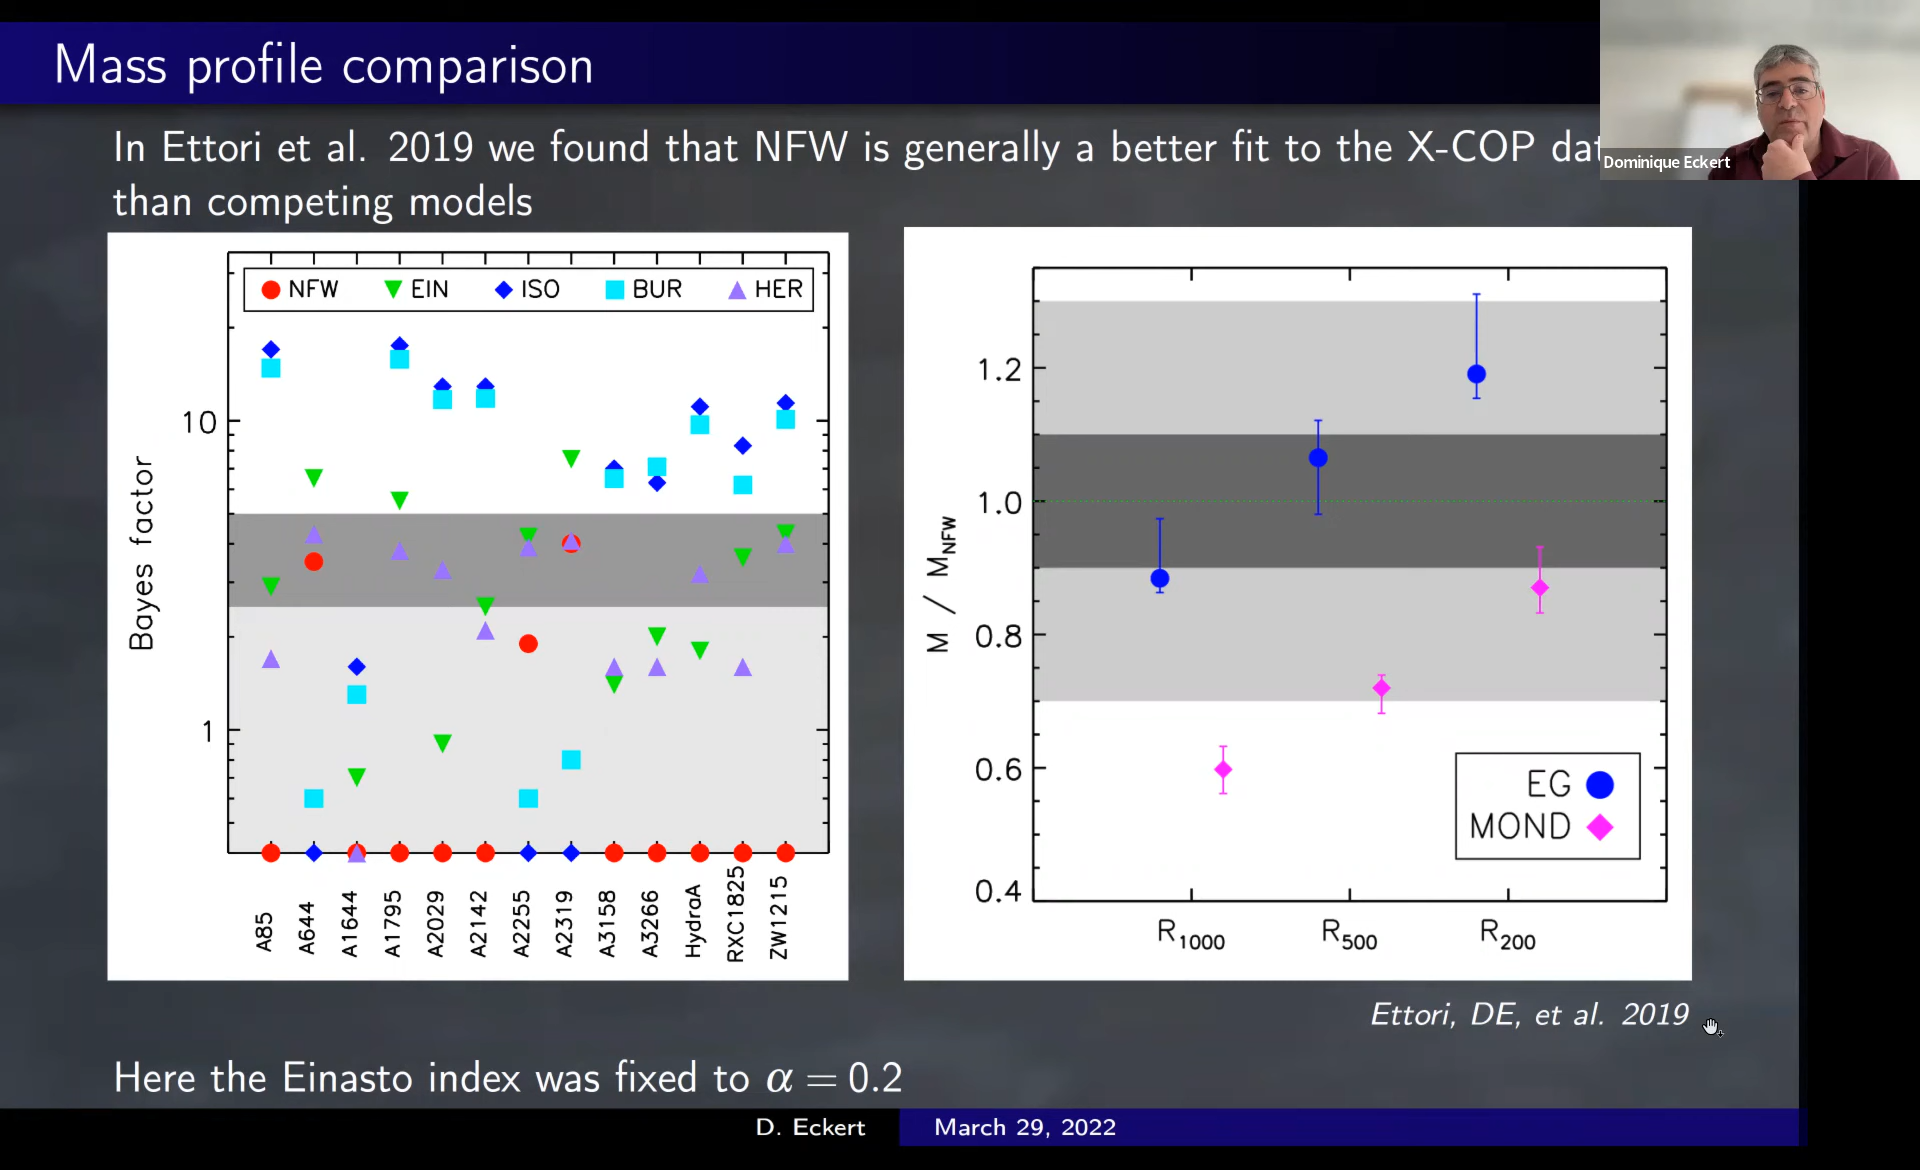 Mass profile comparison
In Ettori et al. 2019 we found that NFW is generally a better fit to the X-COP
than competing models
Dominique Eckert
NFW EIN ISO BUR HER
10
1
Bayes factor
A85 A644 A1644 A1795 A2029 A2142 A2255 A2319 A3158 A3266 HydraA RXC1825 ZW1215
1.2
1.0
0.8
0.6
0.4
M / M_NFW
EG
MOND
R_1000 R_500 R_200
Ettori, DE, et al. 2019
Here the Einasto index was fixed to α = 0.2
D. Eckert March 29, 2022